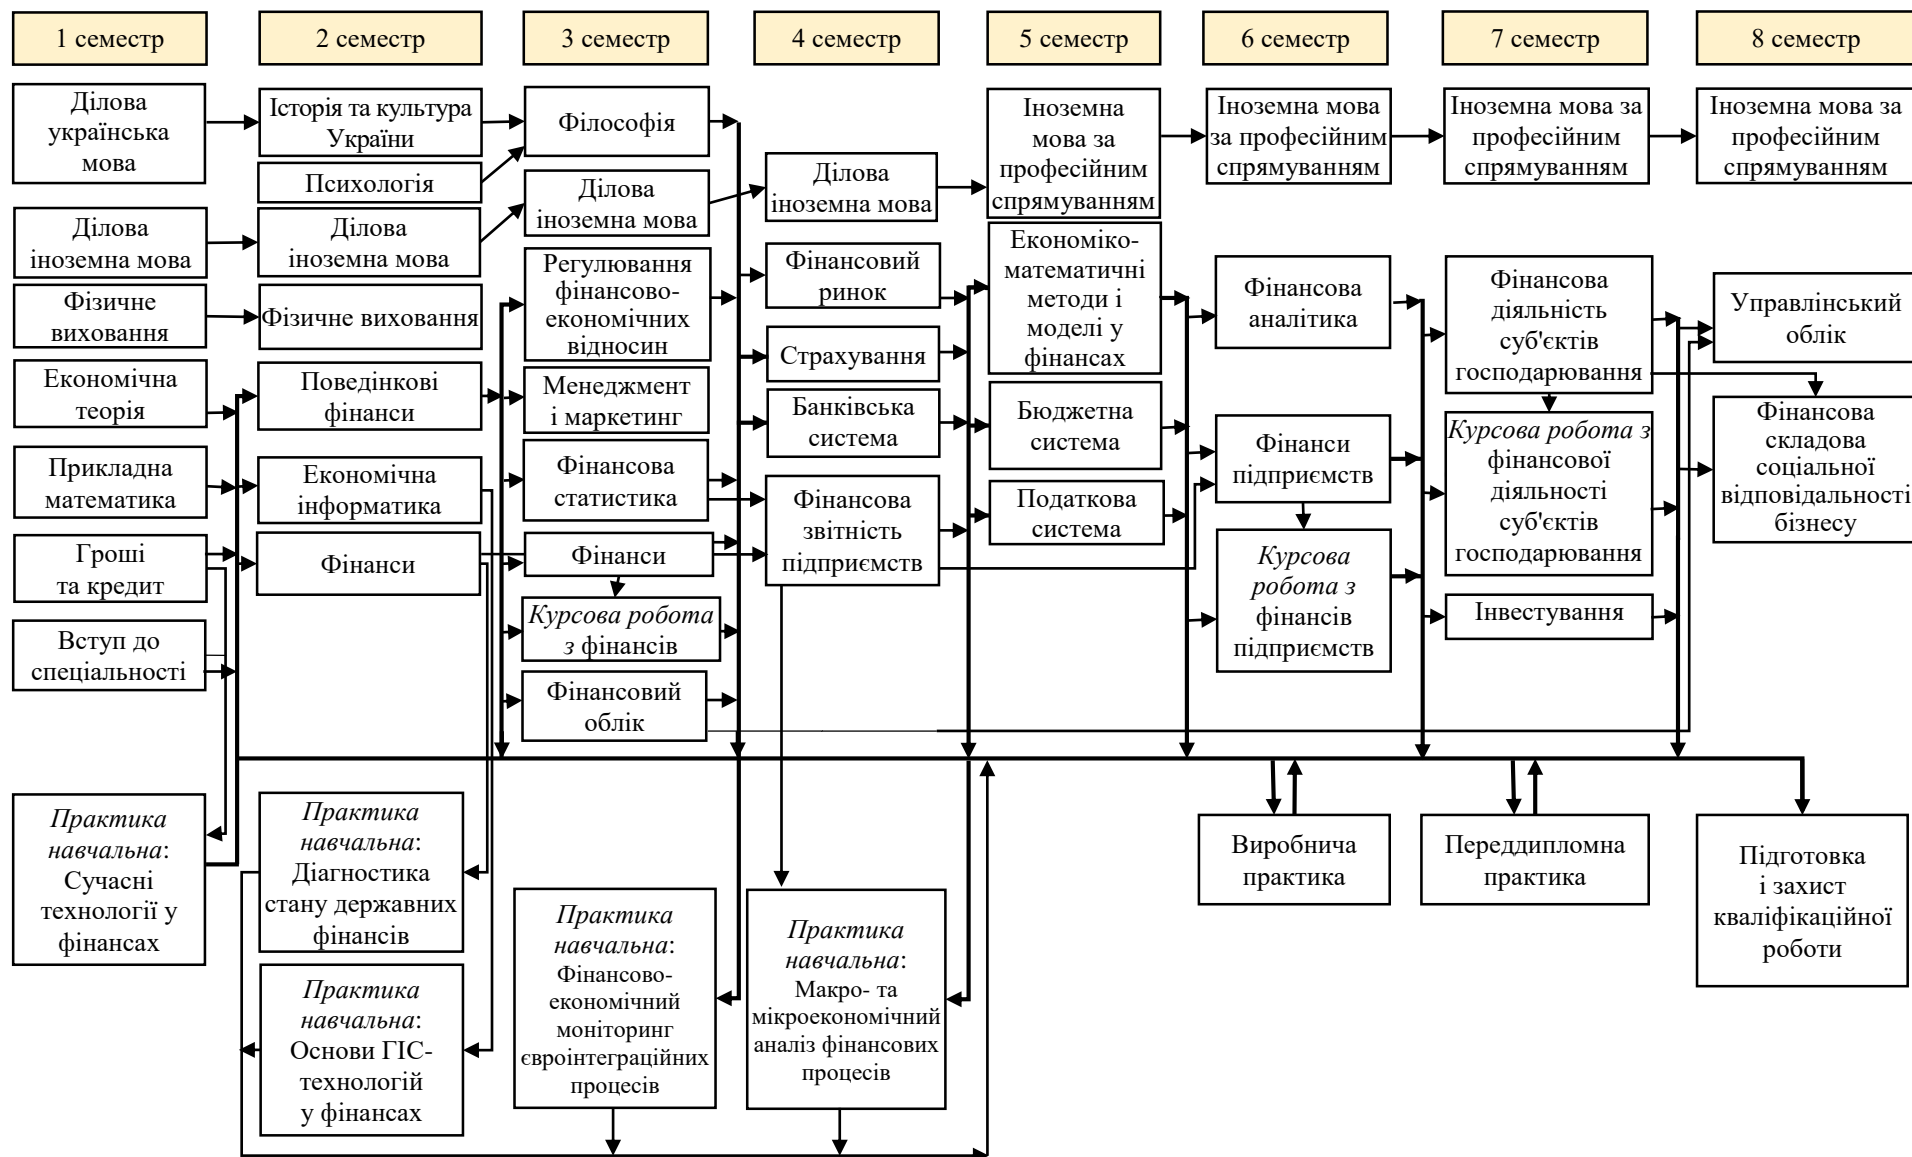 1 семестр
2 семестр
3 семестр
4 семестр
5 семестр
6 семестр
7 семестр
8 семестр
Ділова
українська
мова
Ділова
іноземна мова
Фізичне
виховання
Економічна
теорія
Прикладна
математика
Гроші
та кредит
Вступ до
спеціальності
Практика
навчальна:
Сучасні
технології у
фінансах
Історія та культура
України
Психологія
Ділова
іноземна мова
Фізичне виховання
Поведінкові
фінанси
Економічна
інформатика
Фінанси
Практика
навчальна:
Діагностика
стану державних
фінансів
Практика
навчальна:
Основи ГІС-
технологій
у фінансах
Філософія
Ділова
іноземна мова
Регулювання
фінансово-
економічних
відносин
Менеджмент
і маркетинг
Фінансова
статистика
Фінанси
Курсова робота
з фінансів
Фінансовий
облік
Практика
навчальна:
Фінансово-
економічний
моніторинг
євроінтеграційних
процесів
Ділова
іноземна мова
Фінансовий
ринок
Страхування
Банківська
система
Фінансова
звітність
підприємств
Практика
навчальна:
Макро- та
мікроекономічний
аналіз фінансових
процесів
Іноземна
мова за
професійним
спрямуванням
Економіко-
математичні
методи і
моделі у
фінансах
Бюджетна
система
Податкова
система
Іноземна мова
за професійним
спрямуванням
Фінансова
аналітика
Фінанси
підприємств
Курсова
робота з
фінансів
підприємств
Виробнича
практика
Іноземна мова за
професійним
спрямуванням
Фінансова
діяльність
суб'єктів
господарювання
Курсова робота з
фінансової
діяльності
суб'єктів
господарювання
Інвестування
Переддипломна
практика
Іноземна мова за
професійним
спрямуванням
Управлінський
облік
Фінансова
складова
соціальної
відповідальності
бізнесу
Підготовка
і захист
кваліфікаційної
роботи